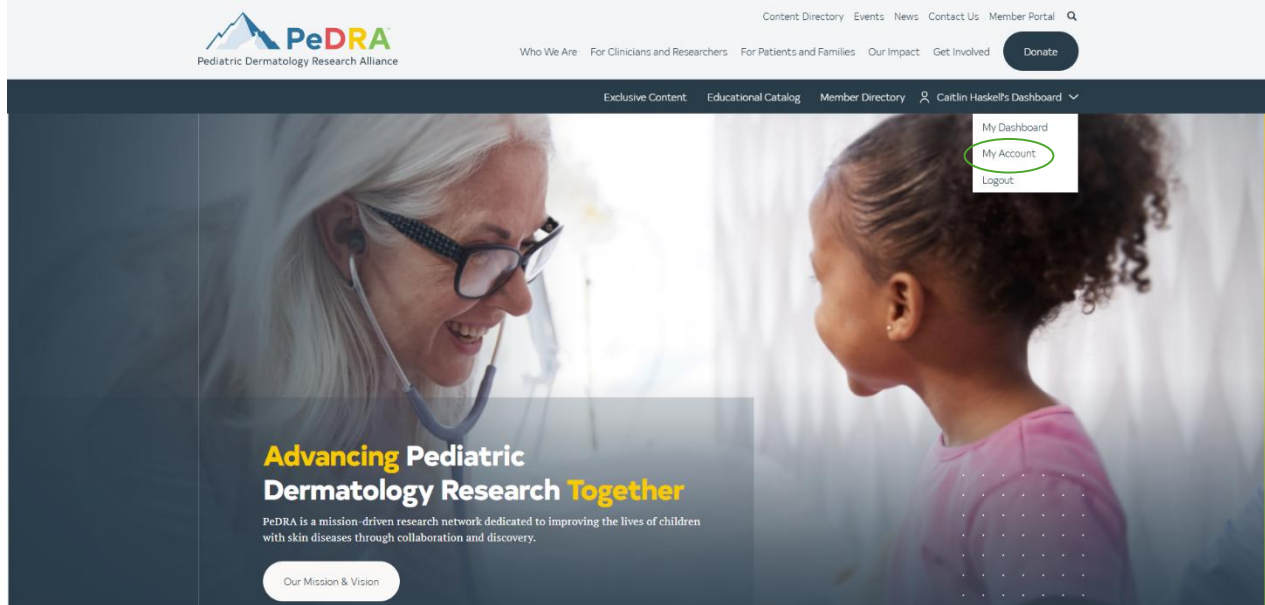 Content Directory Events News Contact Us Member Portal
PeDRA
Pediatric Dermatology Research Alliance
Who We Are For Clinicians and Researchers For Patients and Families Our Impact Get Involved Donate
Exclusive Content Educational Catalog Member Directory Caitlin Haskell's Dashboard
My Dashboard
My Account
Logout
Advancing Pediatric
Dermatology Research Together
PeDRA is a mission-driven research network dedicated to improving the lives of children
with skin diseases through collaboration and discovery.
Our Mission & Vision